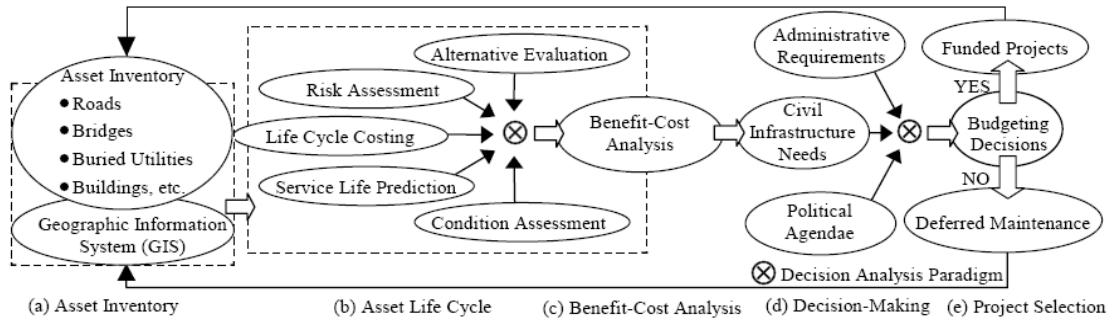 Asset Inventory
● Roads
● Bridges
● Buried Utilities
● Buildings, etc.
Geographic Information
System (GIS)
Alternative Evaluation
Risk Assessment
Life Cycle Costing
Service Life Prediction
Condition Assessment
Benefit-Cost
Analysis
Administrative
Requirements
Civil
Infrastructure
Needs
Political
Agendae
Funded Projects
YES
Budgeting
Decisions
NO
Deferred Maintenance
Decision Analysis Paradigm
(a) Asset Inventory
(b) Asset Life Cycle
(c) Benefit-Cost Analysis
(d) Decision-Making
(e) Project Selection